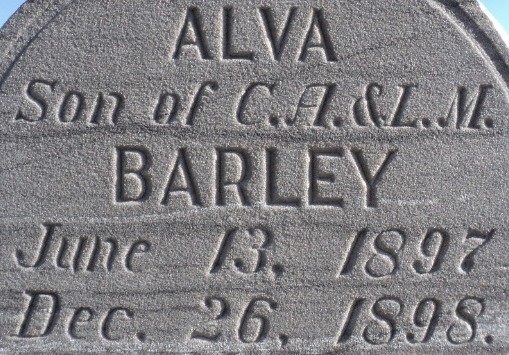 ALVA
Son of C.A.&L.M.
BARLEY
June 13, 1897
Dec. 26, 1898.